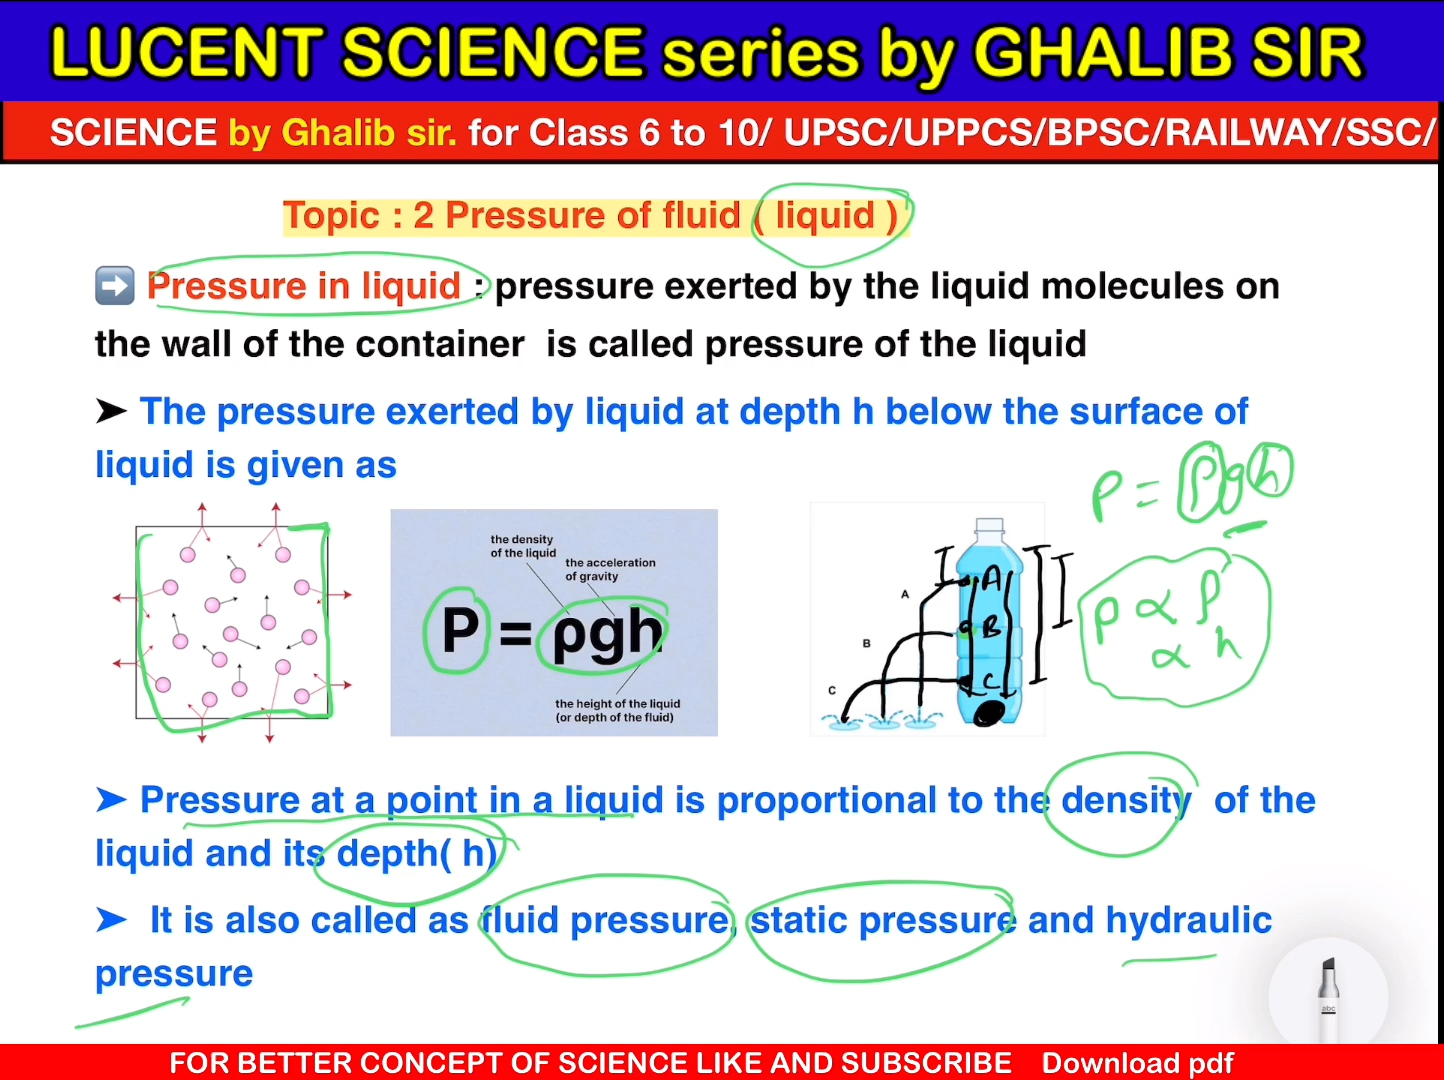 LUCENT SCIENCE series by GHALIB SIR
SCIENCE by Ghalib sir. for Class 6 to 10/ UPSC/UPPCS/BPSC/RAILWAY/SSC/
Topic : 2 Pressure of fluid ( liquid )
➡ Pressure in liquid : pressure exerted by the liquid molecules on
the wall of the container is called pressure of the liquid
➤ The pressure exerted by liquid at depth h below the surface of
liquid is given as
P = ρgh
the density
of the liquid
the acceleration
of gravity
P = ρgh
the height of the liquid
(or depth of the fluid)
A
B
C
A
B
C
P ∝ ρ
∝ h
➤ Pressure at a point in a liquid is proportional to the density of the
liquid and its depth( h)
➤ It is also called as fluid pressure, static pressure and hydraulic
pressure
abc
FOR BETTER CONCEPT OF SCIENCE LIKE AND SUBSCRIBE Download pdf